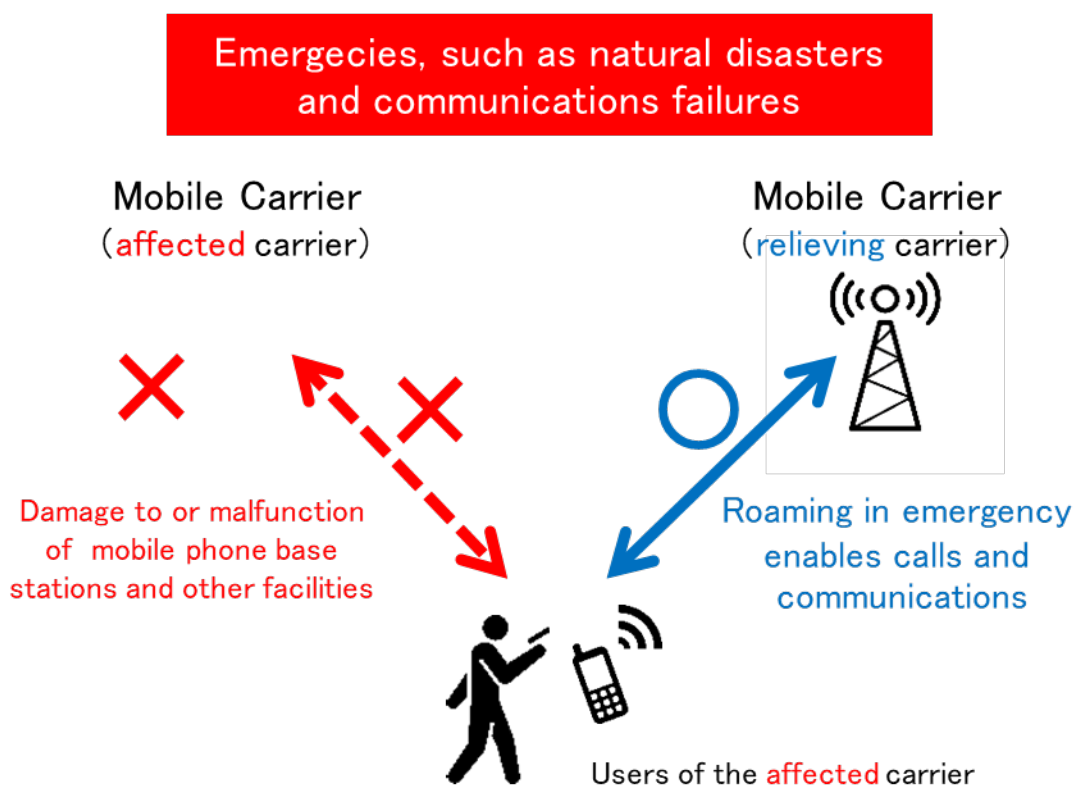 Emergecies, such as natural disasters
and communications failures
Mobile Carrier
(affected carrier)
Mobile Carrier
(relieving carrier)
Damage to or malfunction
of mobile phone base
stations and other facilities
Roaming in emergency
enables calls and
communications
Users of the affected carrier